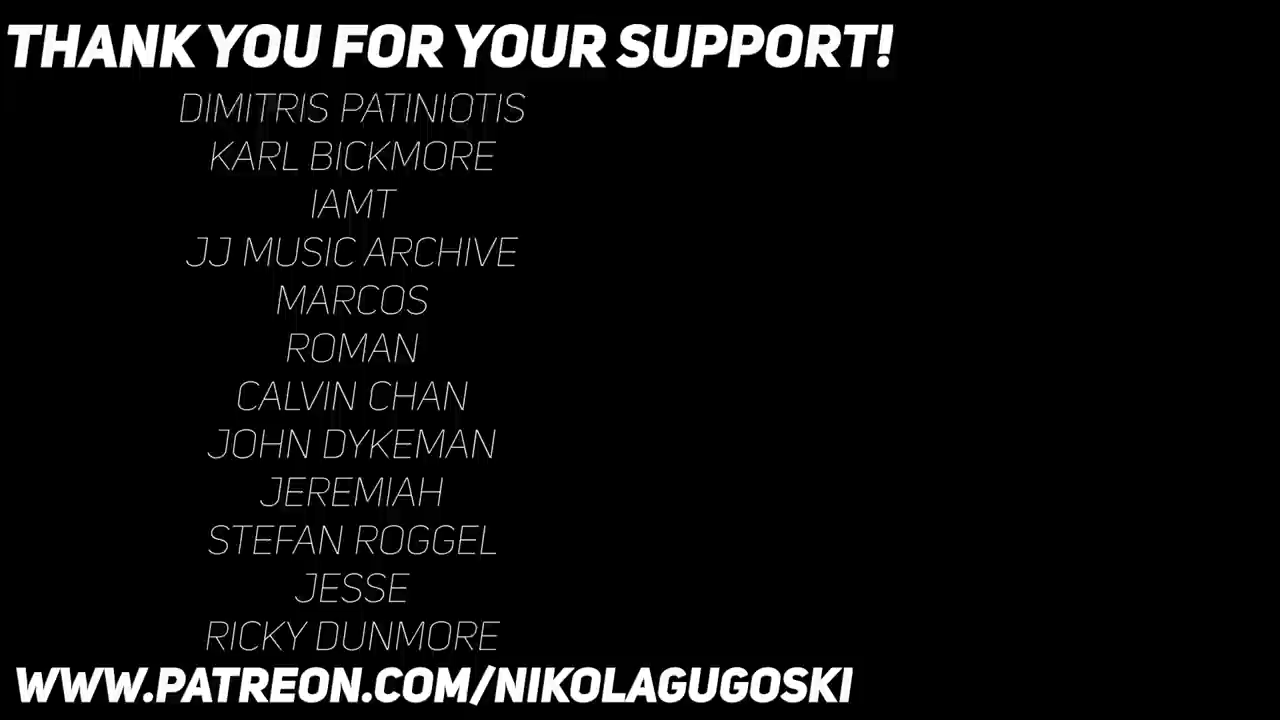 THANK YOU FOR YOUR SUPPORT!
DIMITRIS PATINIOTIS
KARL BICKMORE
IAMT
JJ MUSIC ARCHIVE
MARCOS
ROMAN
CALVIN CHAN
JOHN DYKEMAN
JEREMIAH
STEFAN ROGGEL
JESSE
RICKY DUNMORE
WWW.PATREON.COM/NIKOLAGUGOSKI